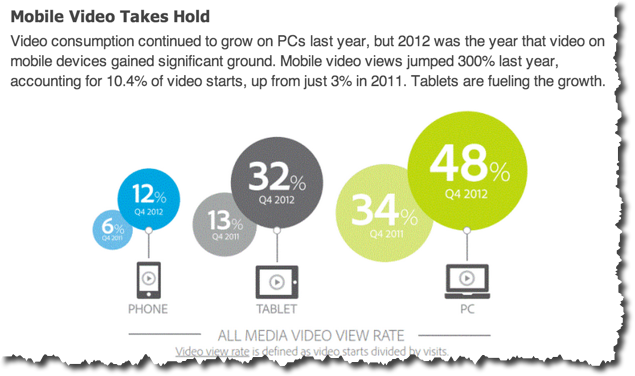 Mobile Video Takes Hold
Video consumption continued to grow on PCs last year, but 2012 was the year that video on
mobile devices gained significant ground. Mobile video views jumped 300% last year,
accounting for 10.4% of video starts, up from just 3% in 2011. Tablets are fueling the growth.
6%
Q4 2011
12%
Q4 2012
13%
Q4 2011
32%
Q4 2012
34%
Q4 2011
48%
Q4 2012
PHONE
TABLET
PC
ALL MEDIA VIDEO VIEW RATE
Video view rate is defined as video starts divided by visits.